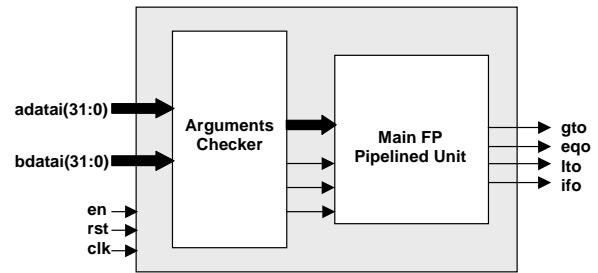 adatai(31:0)
bdatai(31:0)
en
rst
clk
Arguments
Checker
Main FP
Pipelined Unit
gto
eqo
lto
ifo